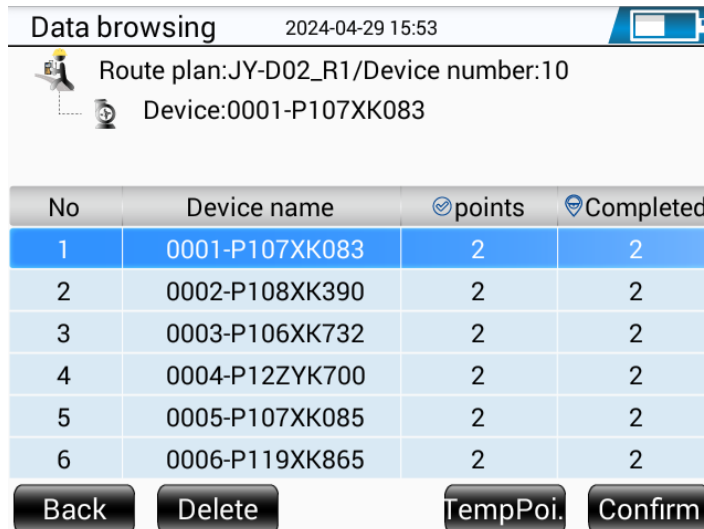 Data browsing 2024-04-29 15:53
Route plan:JY-D02_R1/Device number:10
Device:0001-P107XK083
No Device name points Completed
1 0001-P107XK083 2 2
2 0002-P108XK390 2 2
3 0003-P106XK732 2 2
4 0004-P12ZYK700 2 2
5 0005-P107XK085 2 2
6 0006-P119XK865 2 2
Back Delete TempPoi. Confirm